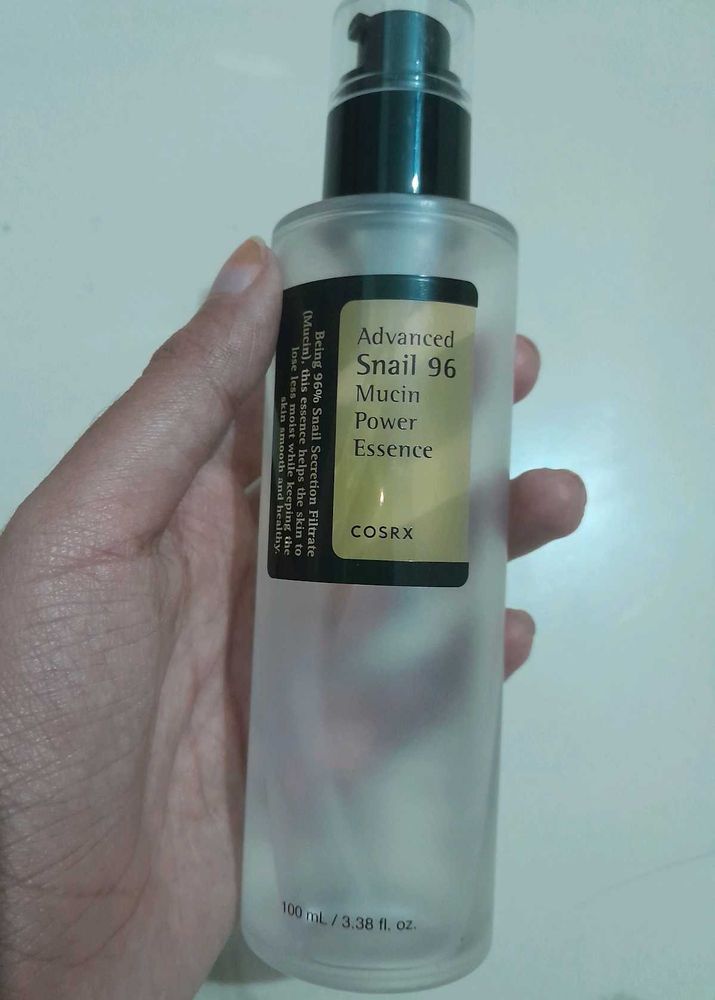 Advanced
Snail 96
Mucin
Power
Essence
COSRX
Being 96% Snail Secretion Filtrate
(Mucin), this essence helps the skin to
lose less moist while keeping the
skin smooth and healthy.
100 mL / 3.38 fl. oz.